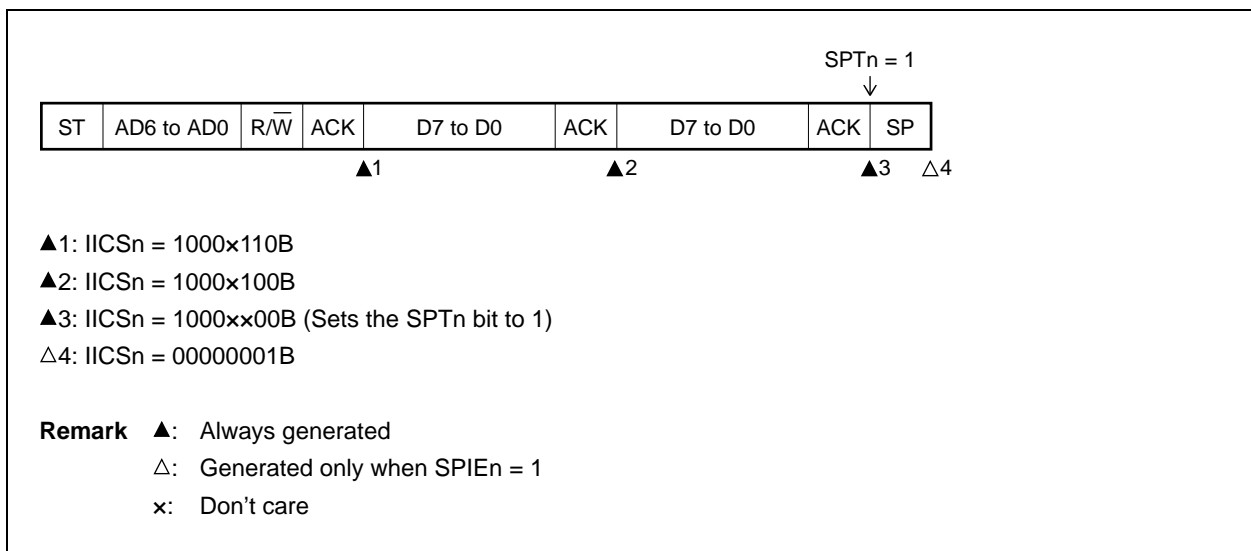 SPTn = 1
↓
ST AD6 to AD0 R/W̅ ACK D7 to D0 ACK D7 to D0 ACK SP
▲1 ▲2 ▲3 △4
▲1: IICSn = 1000×110B
▲2: IICSn = 1000×100B
▲3: IICSn = 1000××00B (Sets the SPTn bit to 1)
△4: IICSn = 00000001B
Remark ▲: Always generated
△: Generated only when SPIEn = 1
×: Don't care